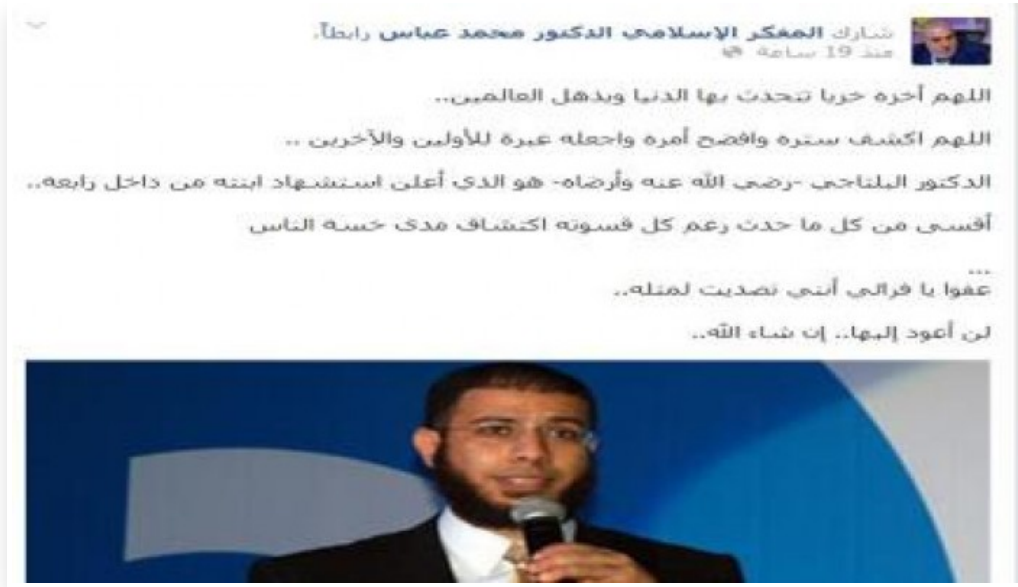 شارك المفكر الإسلامي الدكتور محمد عباس رابطاً.
منذ 19 ساعة
اللهم أخزه خزيا تتحدث بها الدنيا ويذهل العالمين..
اللهم اكشف ستره وافضح أمره واجعله عبرة للأولين والآخرين ..
الدكتور البلتاجي -رضي الله عنه وأرضاه- هو الذي أعلن استشهاد ابنته من داخل رابعه..
أقسى من كل ما حدث رغم كل قسوته اكتشاف مدى خسة الناس
...
عفوا يا قرائي أنني تصديت لمثله..
لن أعود إليها.. إن شاء الله..